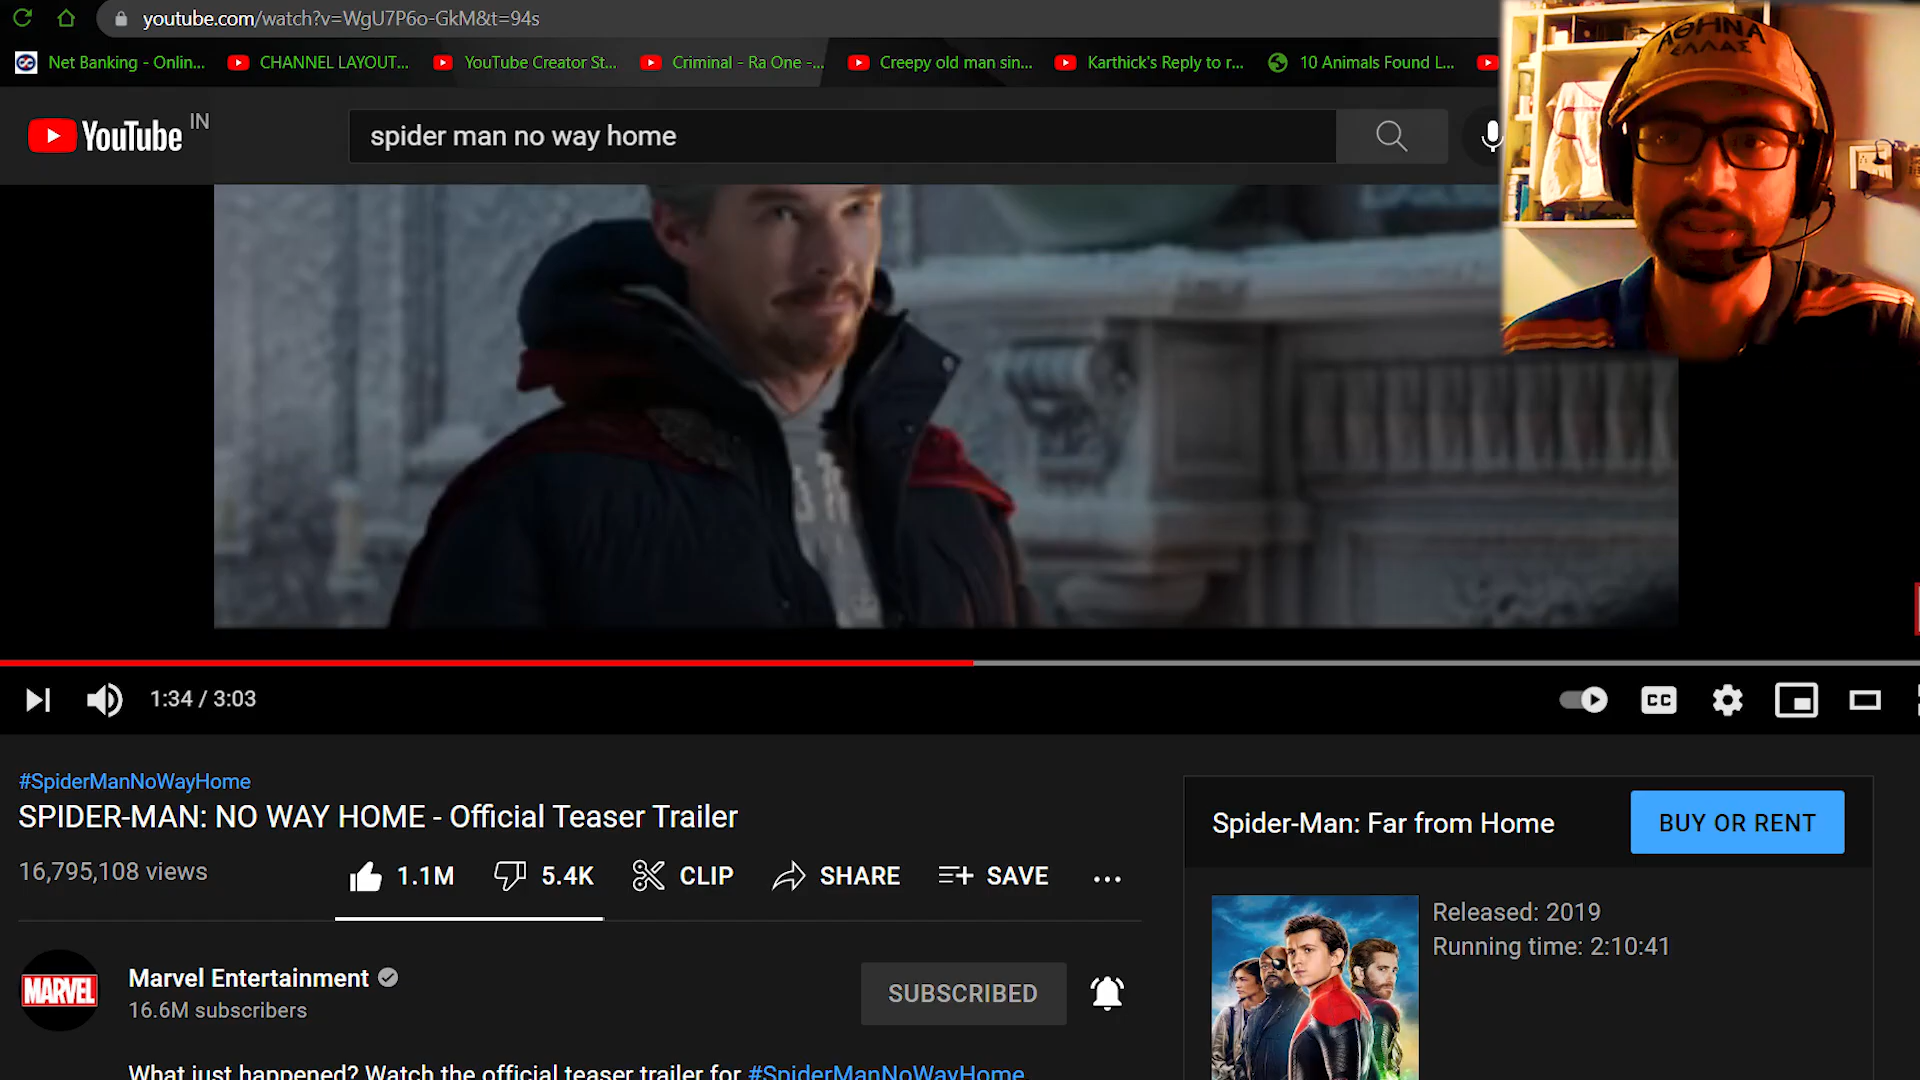 youtube.com/watch?v=WgU7P6o-GkM&t=94s
Net Banking - Onlin...
CHANNEL LAYOUT...
YouTube Creator St...
Criminal - Ra One -...
Creepy old man sin...
Karthick's Reply to r...
10 Animals Found L...
YouTube IN
spider man no way home
ΑΘΗΝΑ
ΕΛΛΑΣ
1:34 / 3:03
CC
#SpiderManNoWayHome
SPIDER-MAN: NO WAY HOME - Official Teaser Trailer
16,795,108 views
1.1M
5.4K
CLIP
SHARE
SAVE
Spider-Man: Far from Home
BUY OR RENT
Released: 2019
Running time: 2:10:41
MARVEL
Marvel Entertainment
16.6M subscribers
SUBSCRIBED
What just happened? Watch the official teaser trailer for #SpiderManNoWayHome.